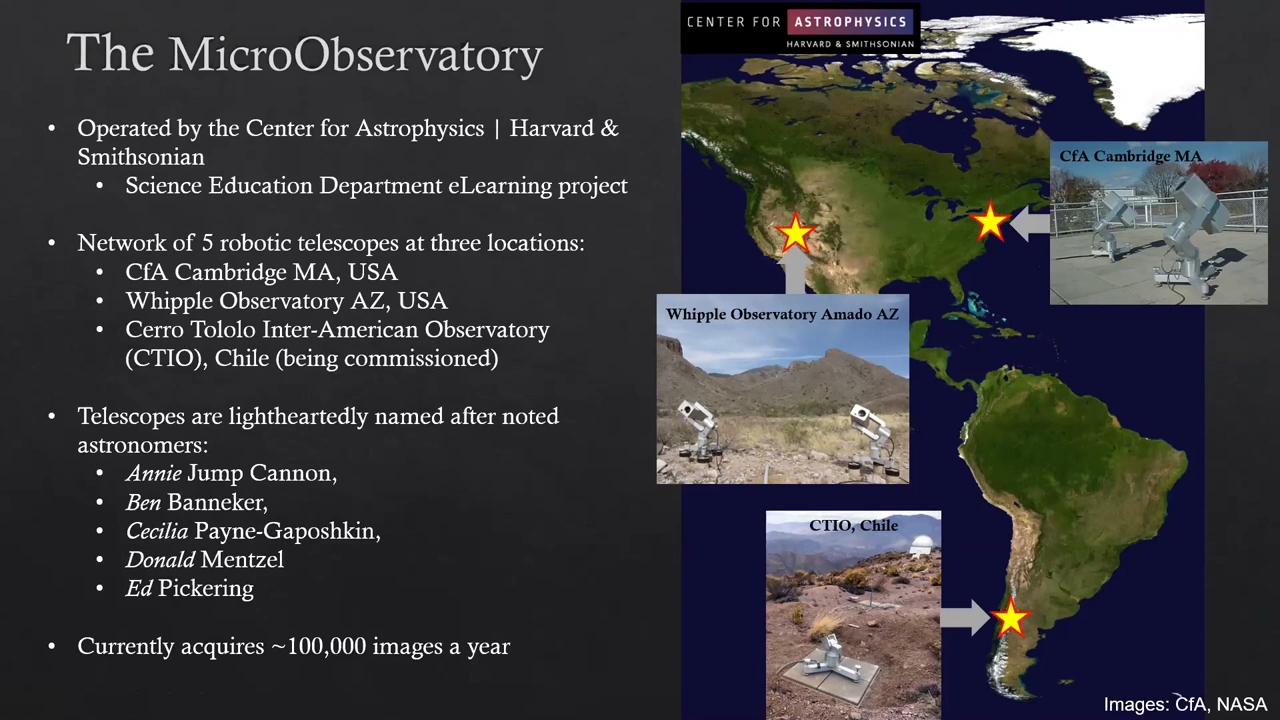 The MicroObservatory
• Operated by the Center for Astrophysics | Harvard &
Smithsonian
• Science Education Department eLearning project
• Network of 5 robotic telescopes at three locations:
• CfA Cambridge MA, USA
• Whipple Observatory AZ, USA
• Cerro Tololo Inter-American Observatory
(CTIO), Chile (being commissioned)
• Telescopes are lightheartedly named after noted
astronomers:
• Annie Jump Cannon,
• Ben Banneker,
• Cecilia Payne-Gaposhkin,
• Donald Mentzel
• Ed Pickering
• Currently acquires ~100,000 images a year
CENTER FOR ASTROPHYSICS
HARVARD & SMITHSONIAN
CfA Cambridge MA
Whipple Observatory Amado AZ
CTIO, Chile
Images: CfA, NASA